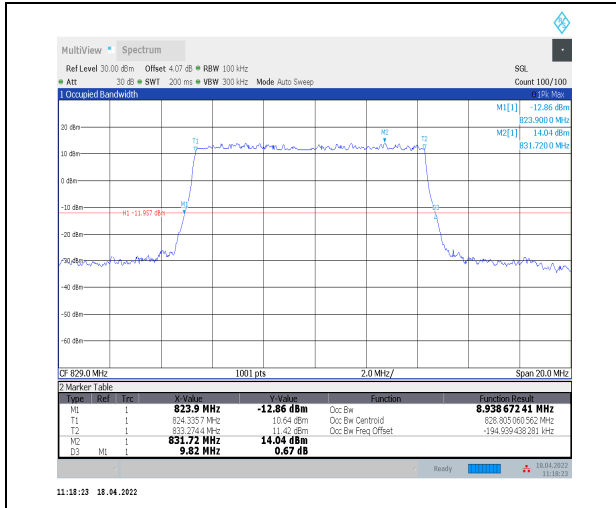 MultiView Spectrum
Ref Level 30.00 dBm Offset 4.07 dB RBW 100 kHz SGL
Att 30 dB SWT 200 ms VBW 300 kHz Mode Auto Sweep Count 100/100
1 Occupied Bandwidth 1Pk Max
M1[1] -12.86 dBm
823.900 0 MHz
M2[1] 14.04 dBm
831.720 0 MHz
20 dBm
M2
T1
T2
10 dBm
0 dBm
-10 dBm
M1
D3
H1 -11.957 dBm
-20 dBm
-30 dBm
-40 dBm
-50 dBm
-60 dBm
CF 829.0 MHz 1001 pts 2.0 MHz/ Span 20.0 MHz
2 Marker Table
Type Ref Trc X-Value Y-Value Function Function Result
M1 1 823.9 MHz -12.86 dBm Occ Bw 8.938 672 41 MHz
T1 1 824.335 7 MHz 10.64 dBm Occ Bw Centroid 828.805 060 562 MHz
T2 1 833.274 4 MHz 11.42 dBm Occ Bw Freq Offset -194.939 438 281 kHz
M2 1 831.72 MHz 14.04 dBm
D3 M1 1 9.82 MHz 0.67 dB
Ready 18.04.2022
11:18:23
11:18:23 18.04.2022